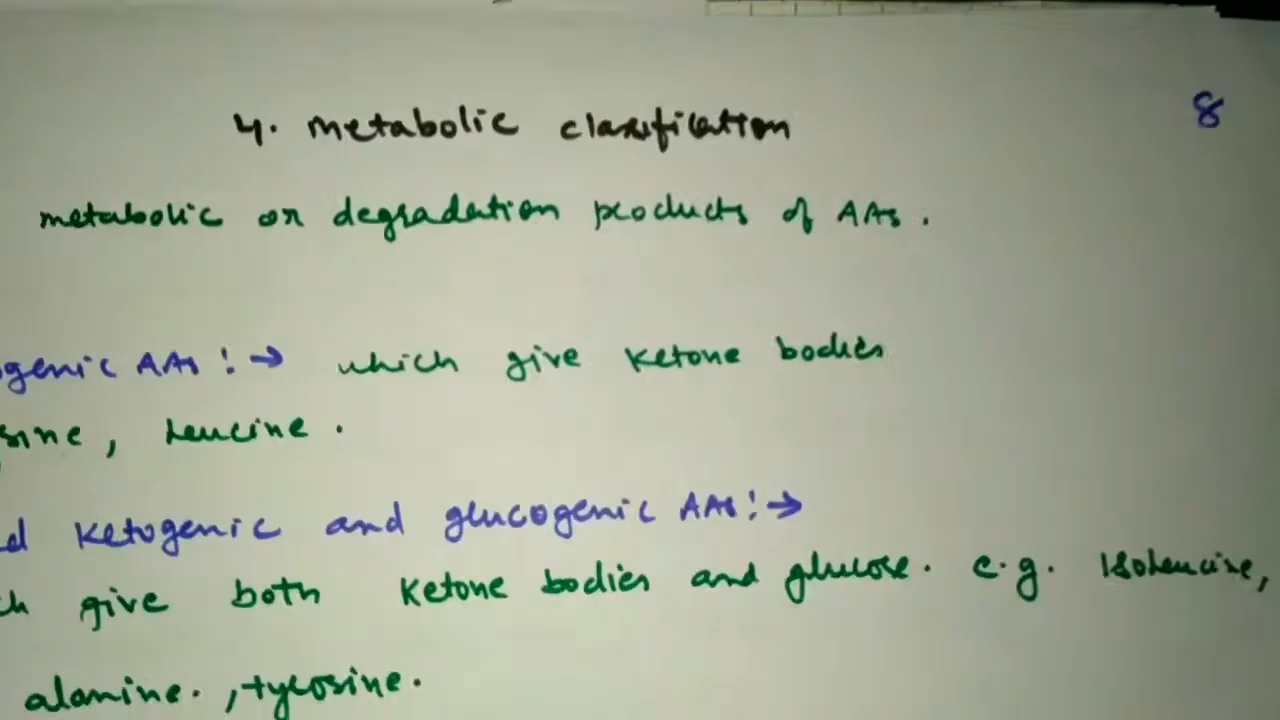 8
4. Metabolic classification
metabolic or degradation products of AAs.
genic AAs :→ which give ketone bodies
sine, Leucine.
d Ketogenic and glucogenic AAs :→
ch give both Ketone bodies and glucose. e.g. Isoleucine,
alanine. , tyrosine.